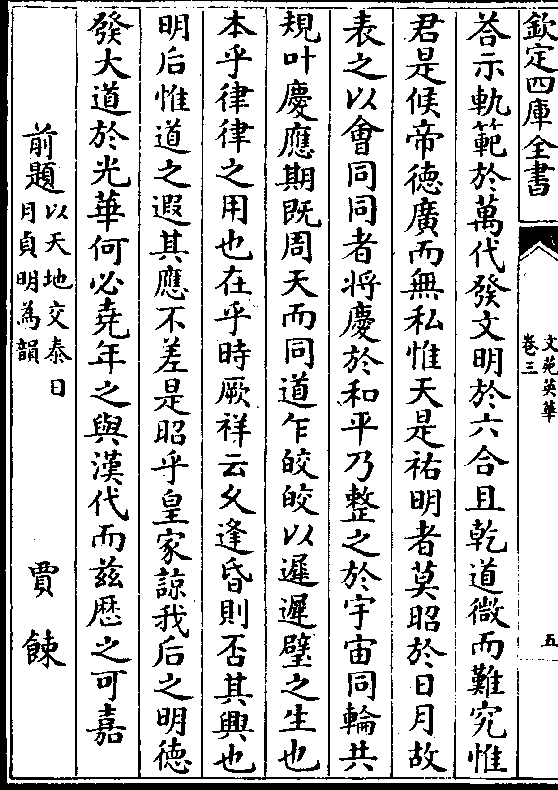 欽定四庫全書
文苑英華
卷三
五
荅示軌範於萬代發文明於六合且乾道微而難究惟
君是候帝德廣而無私惟天是祐明者莫昭於日月故
表之以會同同者将慶於和平乃整之於宇宙同輪共
規叶慶應期既周天而同道乍皎皎以遲遲璧之生也
本乎律律之用也在乎時厥祥云久逢昏則否其興也
明后惟道之遐其應不差是昭乎皇家諒我后之明德
發大道於光華何必堯年之與漢代而兹厯之可嘉
前題以天地交泰日
月貞明為韻
賈餗